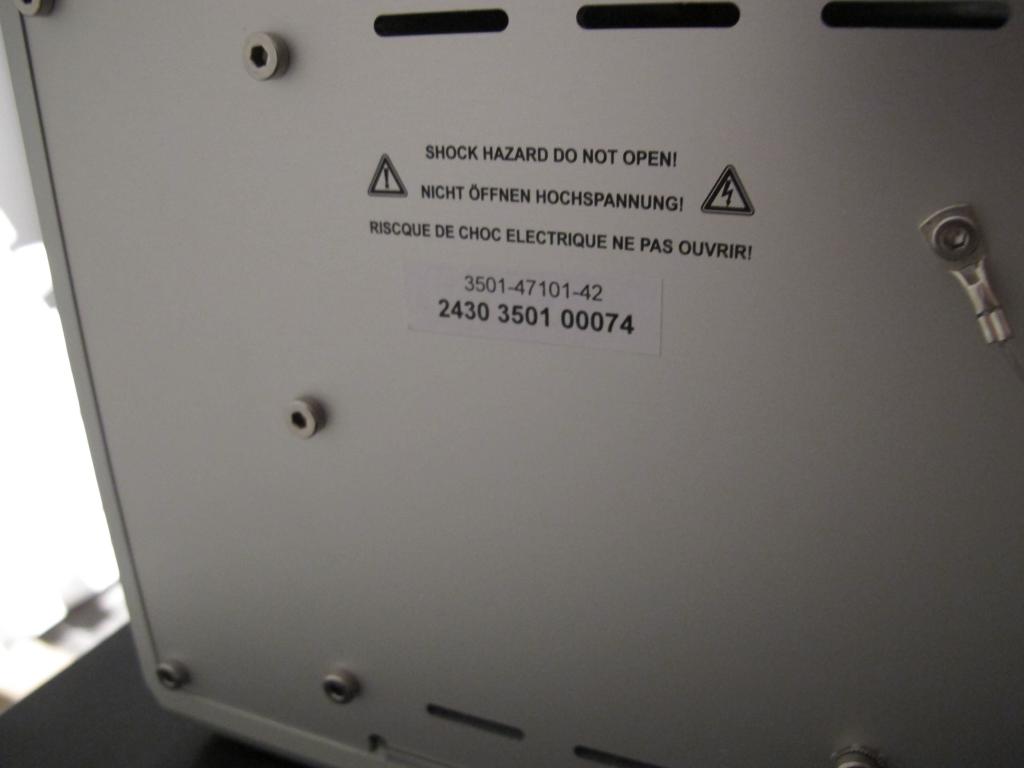 SHOCK HAZARD DO NOT OPEN!
NICHT ÖFFNEN HOCHSPANNUNG!
RISCQUE DE CHOC ELECTRIQUE NE PAS OUVRIR!
3501-47101-42
2430 3501 00074